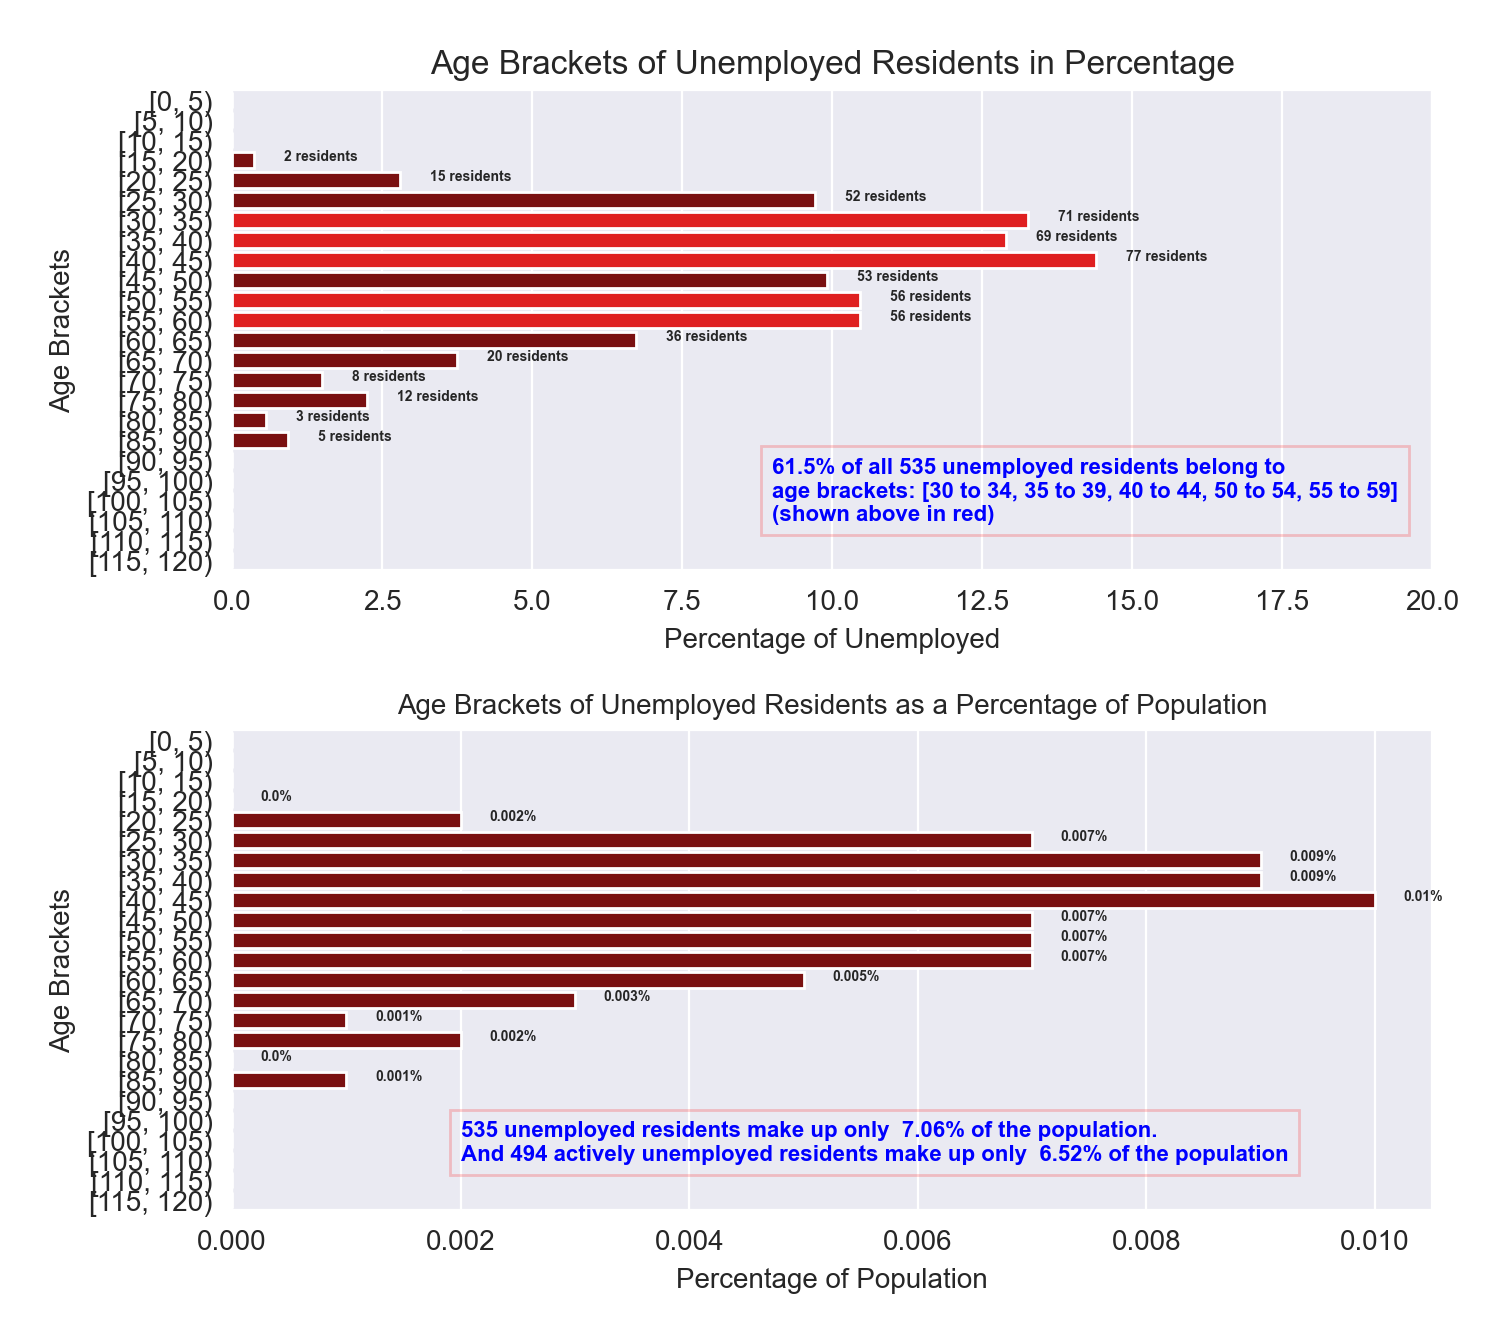 Age Brackets of Unemployed Residents in Percentage
[0, 5)
[5, 10)
[10, 15)
[15, 20)
2 residents
[20, 25)
15 residents
[25, 30)
52 residents
[30, 35)
71 residents
[35, 40)
69 residents
[40, 45)
77 residents
[45, 50)
53 residents
[50, 55)
56 residents
[55, 60)
56 residents
[60, 65)
36 residents
[65, 70)
20 residents
[70, 75)
8 residents
[75, 80)
12 residents
[80, 85)
3 residents
[85, 90)
5 residents
[90, 95)
[95, 100)
[100, 105)
[105, 110)
[110, 115)
[115, 120)
Age Brackets
61.5% of all 535 unemployed residents belong to
age brackets: [30 to 34, 35 to 39, 40 to 44, 50 to 54, 55 to 59]
(shown above in red)
0.0 2.5 5.0 7.5 10.0 12.5 15.0 17.5 20.0
Percentage of Unemployed
Age Brackets of Unemployed Residents as a Percentage of Population
[0, 5)
[5, 10)
[10, 15)
[15, 20)
0.0%
[20, 25)
0.002%
[25, 30)
0.007%
[30, 35)
0.009%
[35, 40)
0.009%
[40, 45)
0.01%
[45, 50)
0.007%
[50, 55)
0.007%
[55, 60)
0.007%
[60, 65)
0.005%
[65, 70)
0.003%
[70, 75)
0.001%
[75, 80)
0.002%
[80, 85)
0.0%
[85, 90)
0.001%
[90, 95)
[95, 100)
[100, 105)
[105, 110)
[110, 115)
[115, 120)
Age Brackets
535 unemployed residents make up only  7.06% of the population.
And 494 actively unemployed residents make up only  6.52% of the population
0.000 0.002 0.004 0.006 0.008 0.010
Percentage of Population